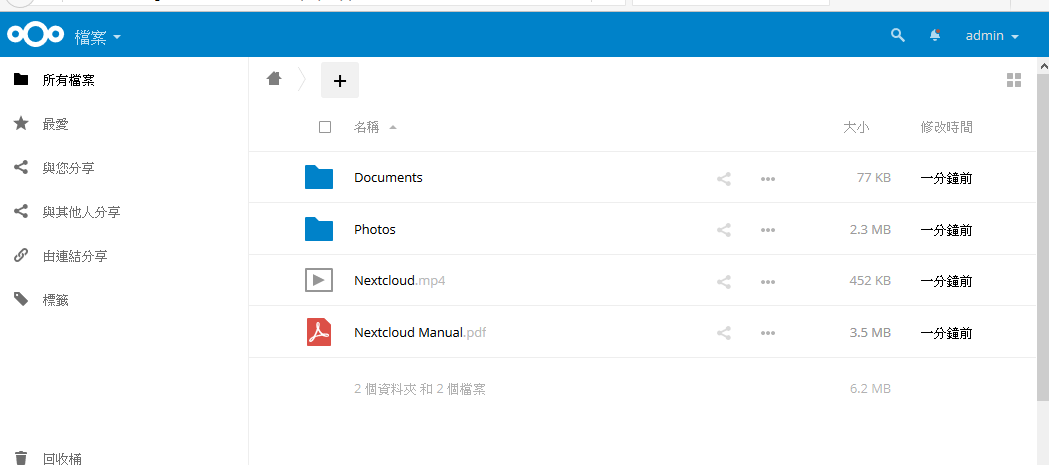 檔案
admin
所有檔案
最愛
與您分享
與其他人分享
由連結分享
標籤
回收桶
名稱 大小 修改時間
Documents 77 KB 一分鐘前
Photos 2.3 MB 一分鐘前
Nextcloud.mp4 452 KB 一分鐘前
Nextcloud Manual.pdf 3.5 MB 一分鐘前
2 個資料夾 和 2 個檔案 6.2 MB